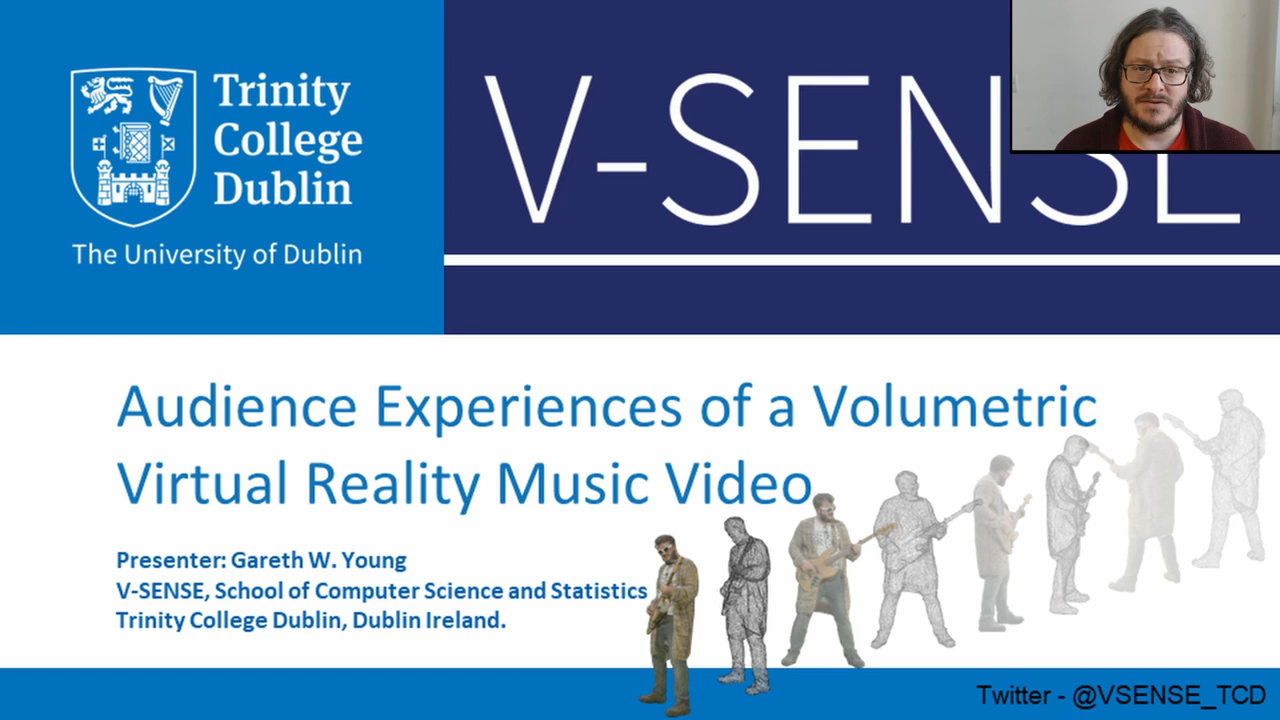 Trinity
College
Dublin
The University of Dublin
V-SENSE
Audience Experiences of a Volumetric
Virtual Reality Music Video
Presenter: Gareth W. Young
V-SENSE, School of Computer Science and Statistics
Trinity College Dublin, Dublin Ireland.
Twitter - @VSENSE_TCD